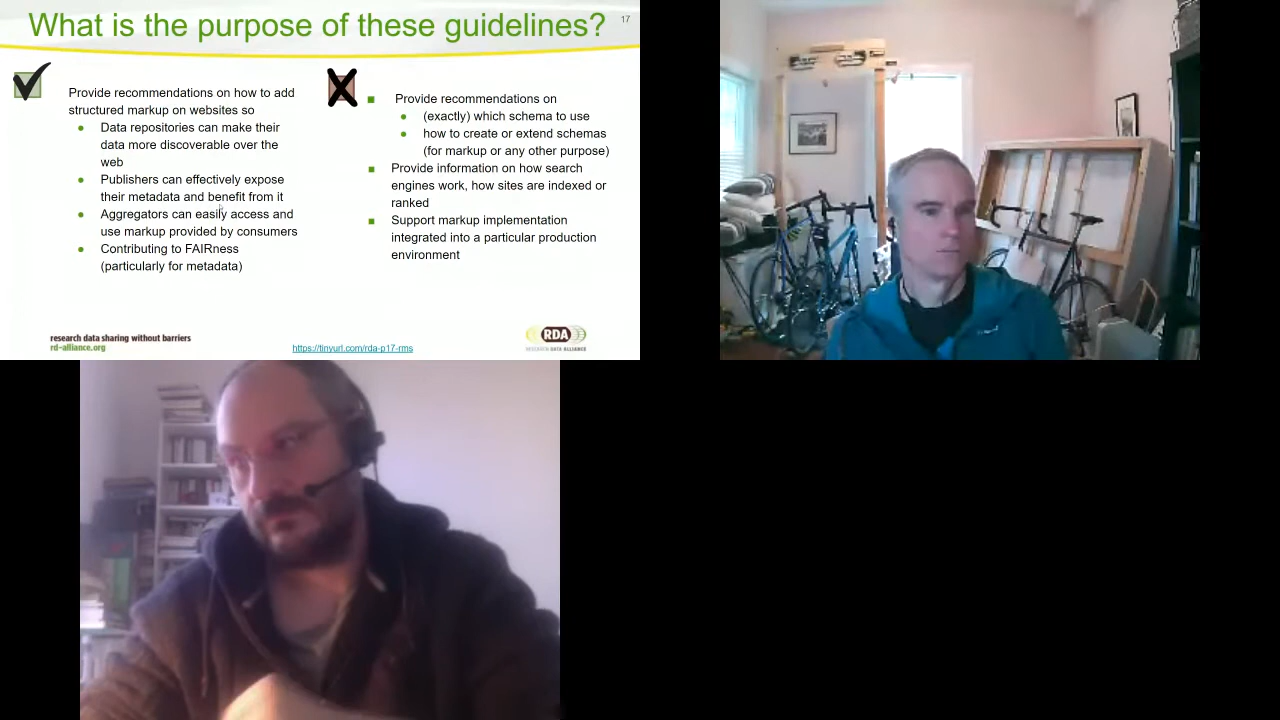 What is the purpose of these guidelines?
17
Provide recommendations on how to add
structured markup on websites so
Data repositories can make their
data more discoverable over the
web
Publishers can effectively expose
their metadata and benefit from it
Aggregators can easily access and
use markup provided by consumers
Contributing to FAIRness
(particularly for metadata)
Provide recommendations on
(exactly) which schema to use
how to create or extend schemas
(for markup or any other purpose)
Provide information on how search
engines work, how sites are indexed or
ranked
Support markup implementation
integrated into a particular production
environment
research data sharing without barriers
rd-alliance.org
https://tinyurl.com/rda-p17-rms
RDA
RESEARCH DATA ALLIANCE